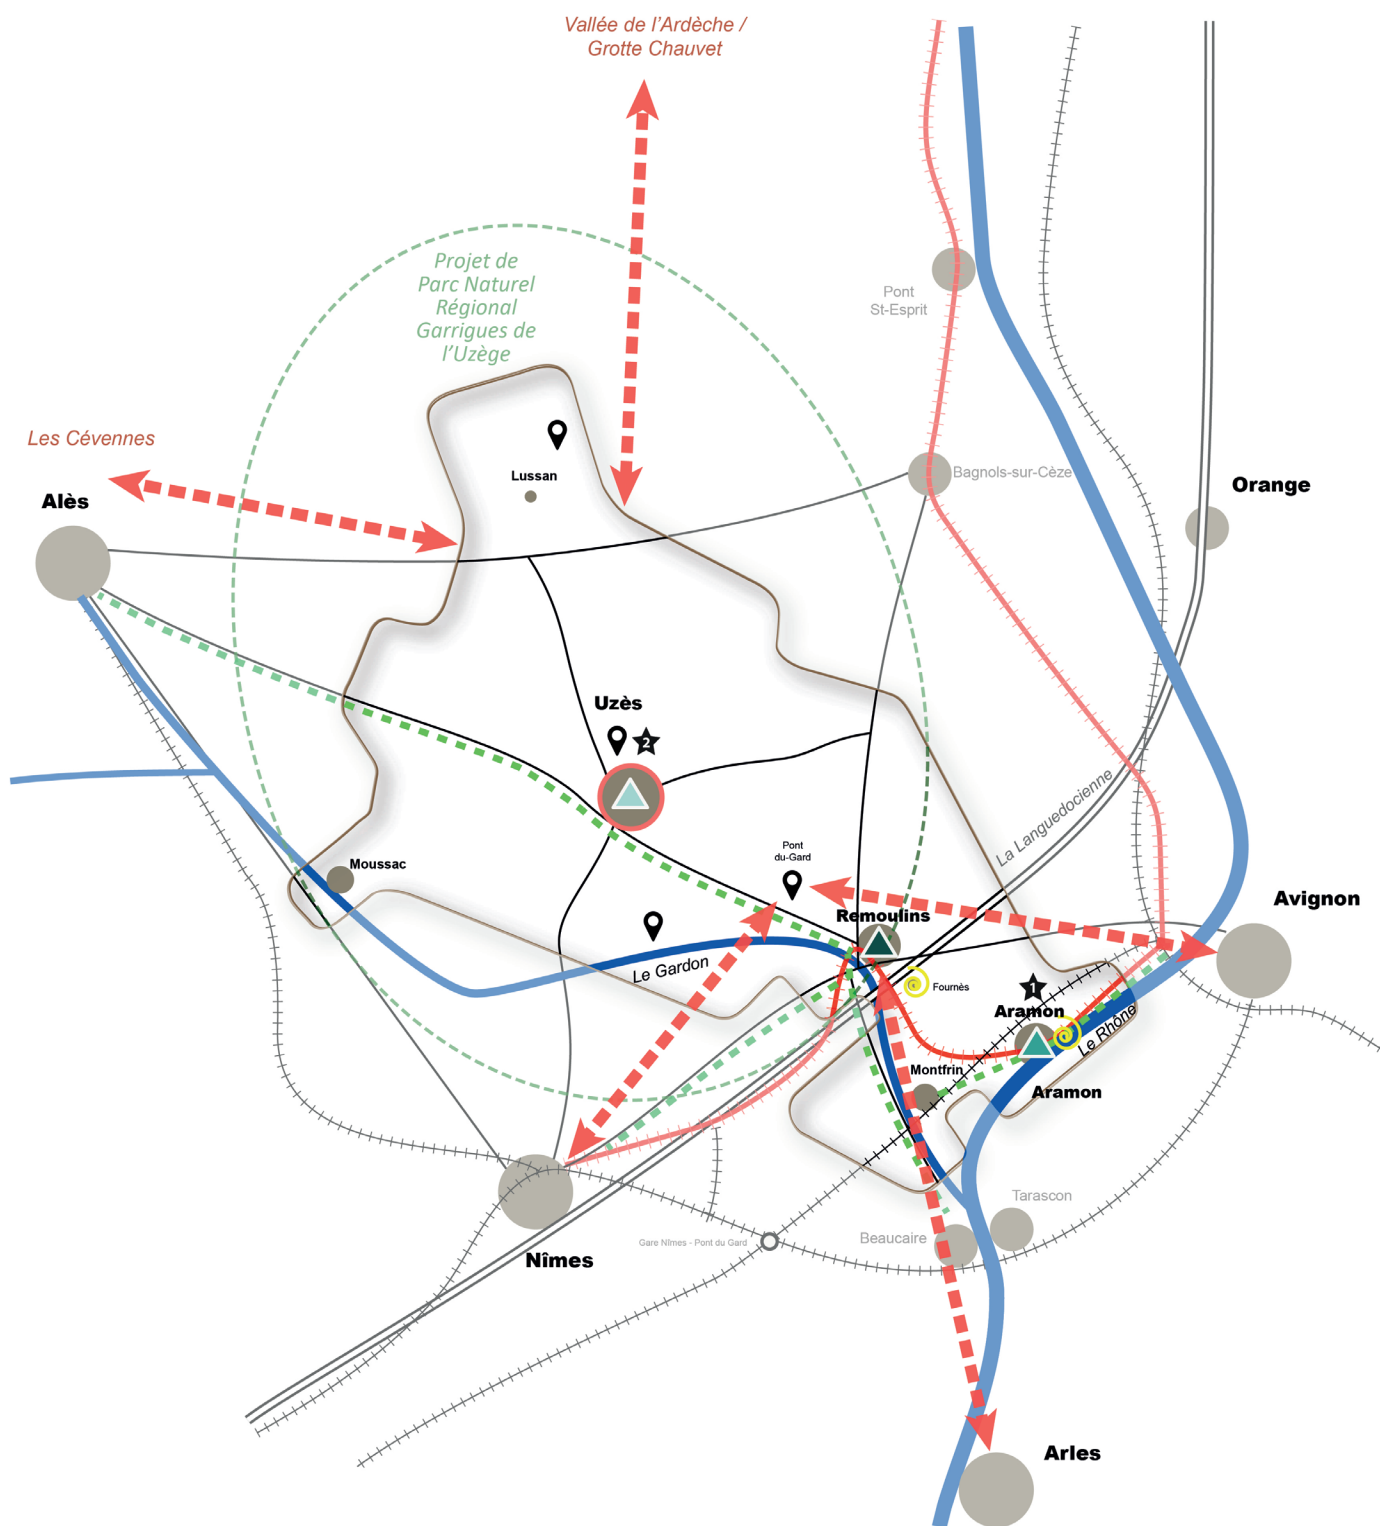 Vallée de l'Ardèche /
Grotte Chauvet
Projet de
Parc Naturel
Régional
Garrigues de
l'Uzège
Pont
St-Esprit
Les Cévennes
Alès
Lussan
Bagnols-sur-Cèze
Orange
Uzès
2
La Languedocienne
Moussac
Pont
du-Gard
Avignon
Remoulins
Le Gardon
Fournès
1
Aramon
Le Rhône
Montfrin
Aramon
Tarascon
Beaucaire
Gare Nîmes - Pont du Gard
Nîmes
Arles